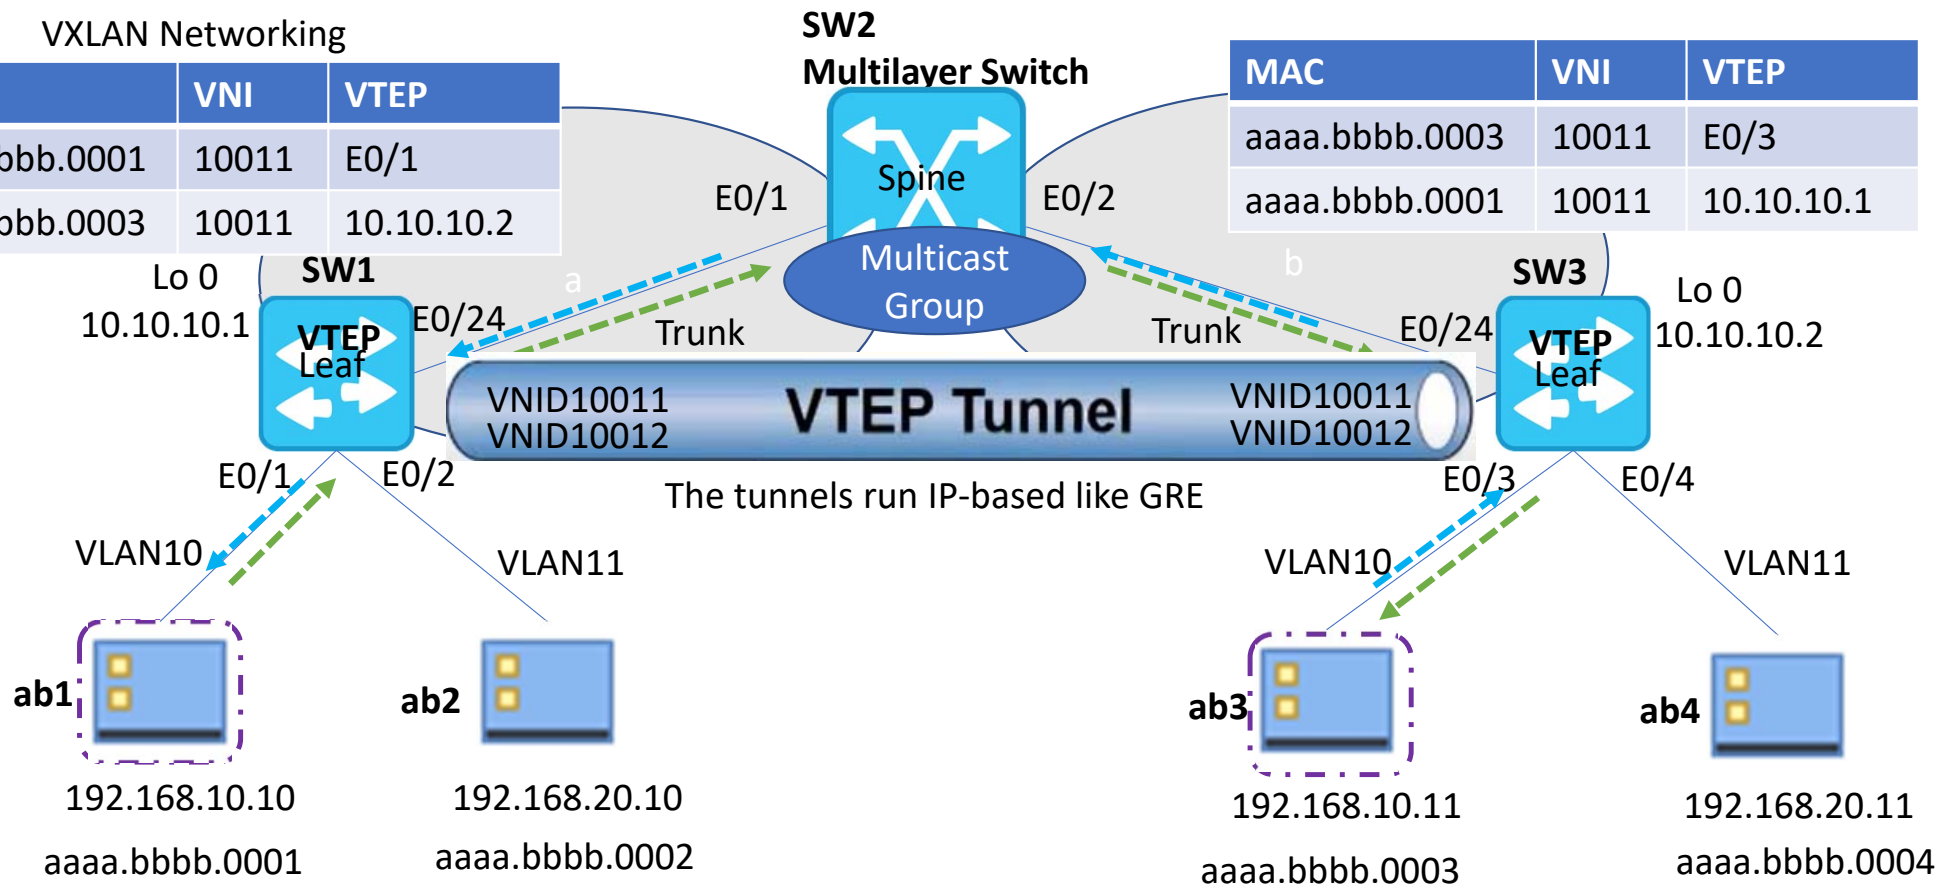 VXLAN Networking
SW2
Multilayer Switch
VNI VTEP
bbb.0001 10011 E0/1
bbb.0003 10011 10.10.10.2
MAC VNI VTEP
aaaa.bbbb.0003 10011 E0/3
aaaa.bbbb.0001 10011 10.10.10.1
Spine
E0/1
E0/2
Multicast
Group
a
b
Lo 0
10.10.10.1
SW1
VTEP
Leaf
E0/24
Trunk
Trunk
E0/24
SW3
VTEP
Leaf
Lo 0
10.10.10.2
VNID10011
VNID10012
VTEP Tunnel
VNID10011
VNID10012
The tunnels run IP-based like GRE
E0/1
E0/2
E0/3
E0/4
VLAN10
VLAN11
VLAN10
VLAN11
ab1
ab2
ab3
ab4
192.168.10.10
aaaa.bbbb.0001
192.168.20.10
aaaa.bbbb.0002
192.168.10.11
aaaa.bbbb.0003
192.168.20.11
aaaa.bbbb.0004